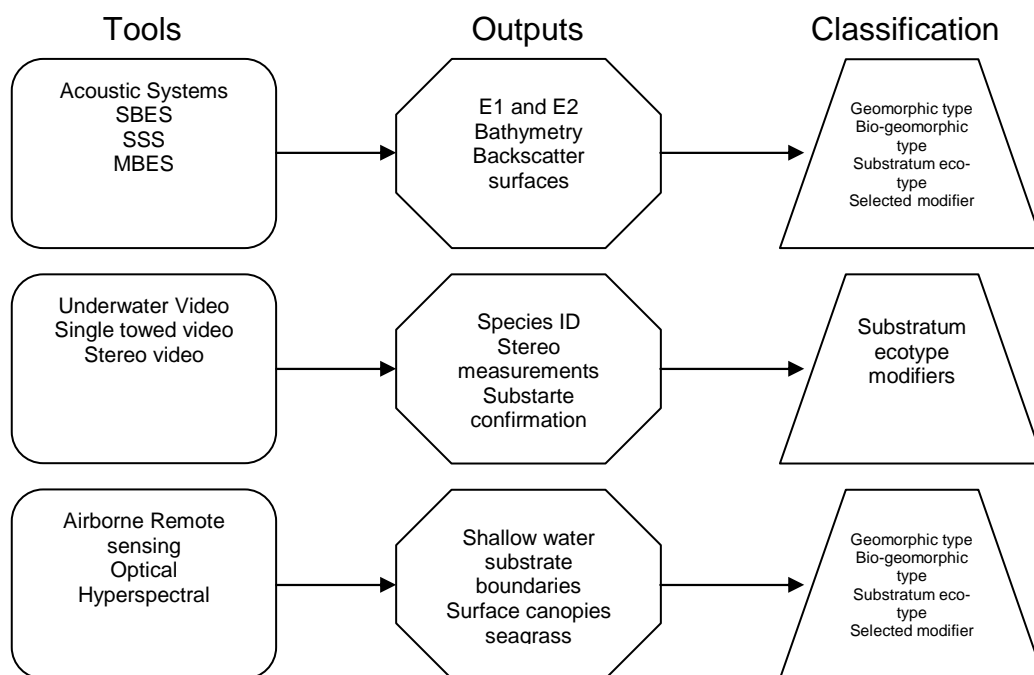 Tools
Outputs
Classification
Acoustic Systems
SBES
SSS
MBES
E1 and E2
Bathymetry
Backscatter
surfaces
Geomorphic type
Bio-geomorphic
type
Substratum eco-
type
Selected modifier
Underwater Video
Single towed video
Stereo video
Species ID
Stereo
measurements
Substarte
confirmation
Substratum
ecotype
modifiers
Airborne Remote
sensing
Optical
Hyperspectral
Shallow water
substrate
boundaries
Surface canopies
seagrass
Geomorphic type
Bio-geomorphic
type
Substratum eco-
type
Selected modifier